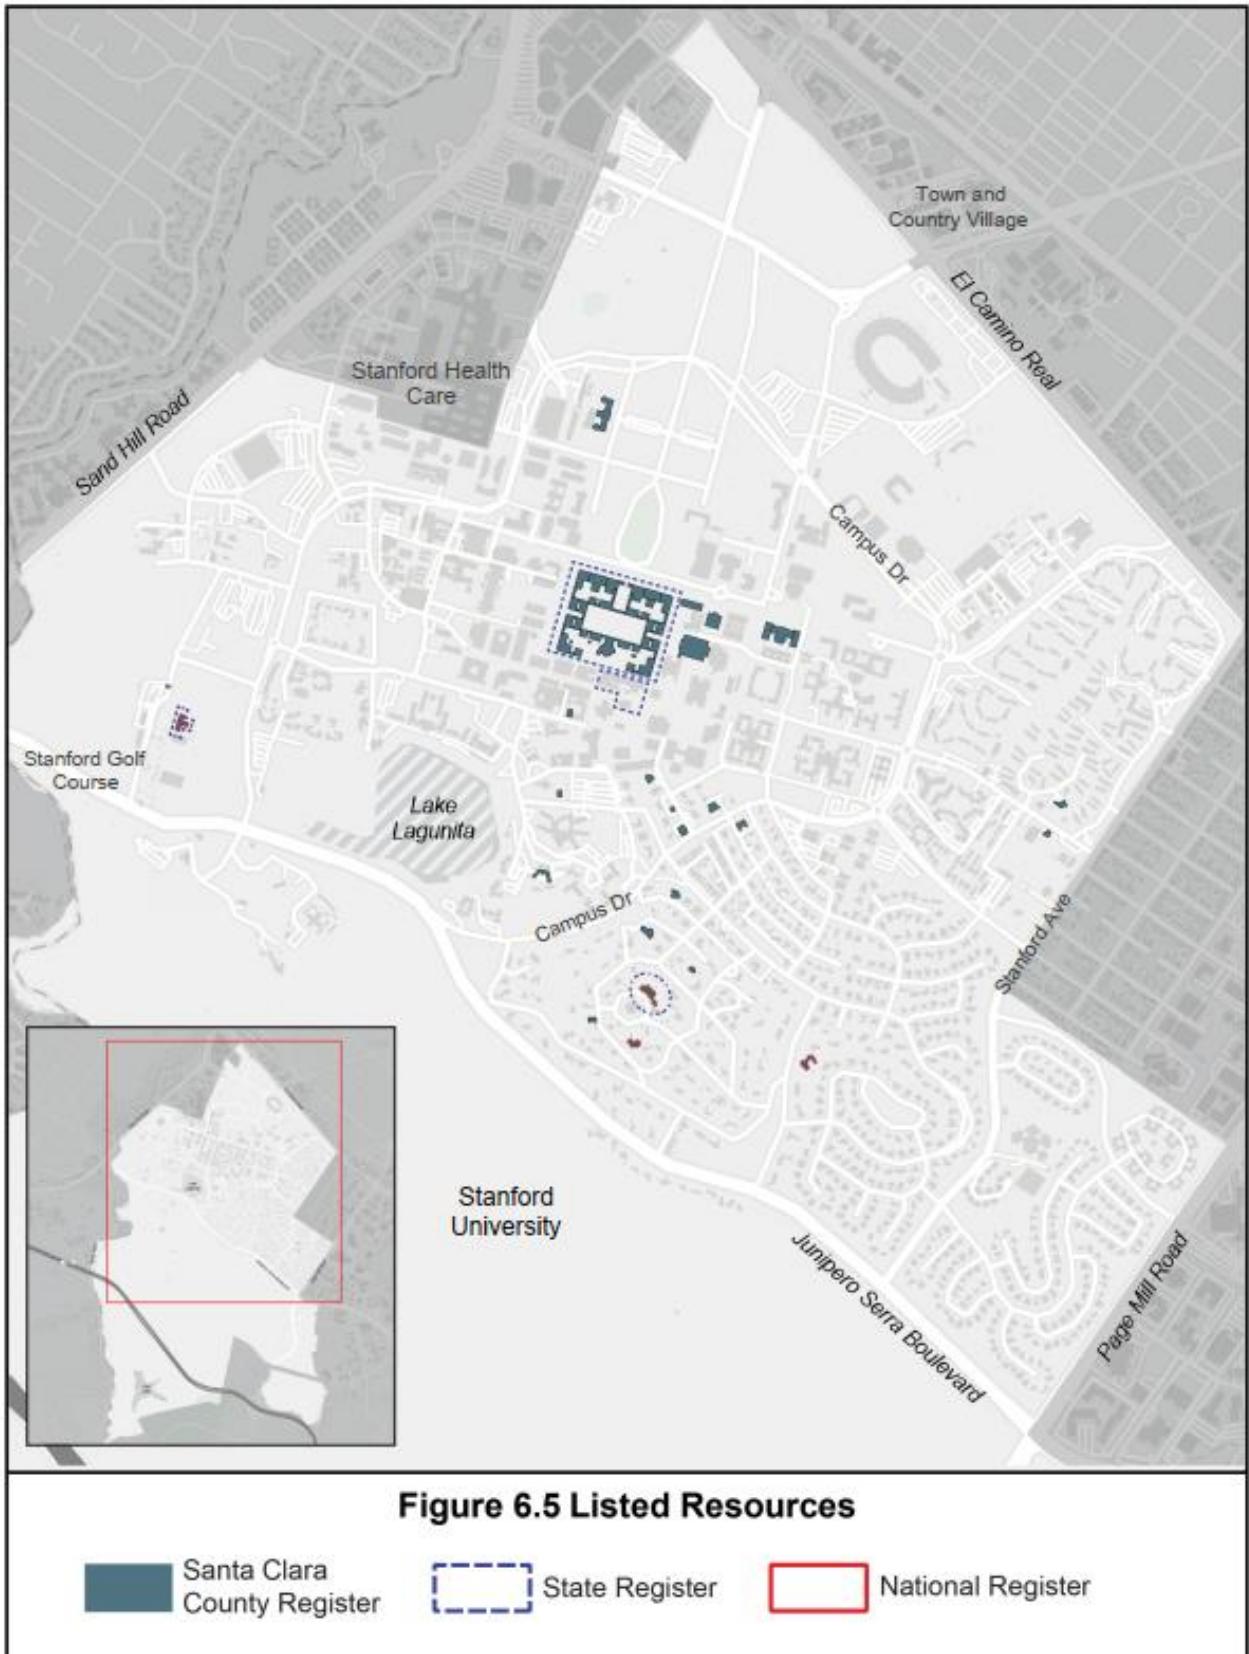 Town and
Country Village
El Camino Real
Stanford Health
Care
Sand Hill Road
Campus Dr
Stanford Golf
Course
Lake
Lagunita
Campus Dr
Stanford Ave
Stanford
University
Junipero Serra Boulevard
Page Mill Road
Figure 6.5 Listed Resources
Santa Clara
County Register
State Register
National Register